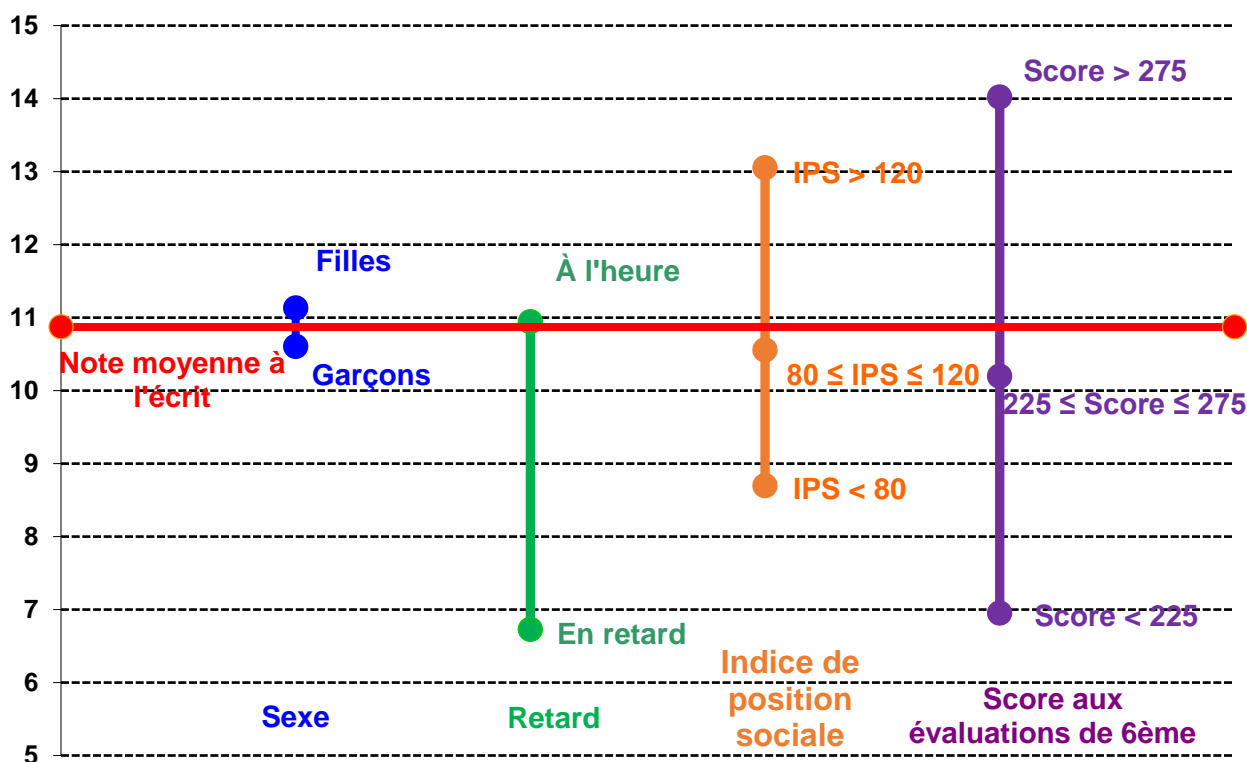 15
Score > 275
14
13
IPS > 120
12
Filles
À l'heure
11
Note moyenne à
l'écrit
Garçons
80 ≤ IPS ≤ 120
10
225 ≤ Score ≤ 275
9
IPS < 80
8
7
Score < 225
En retard
6
Sexe
Retard
Indice de
position
sociale
Score aux
évaluations de 6ème
5